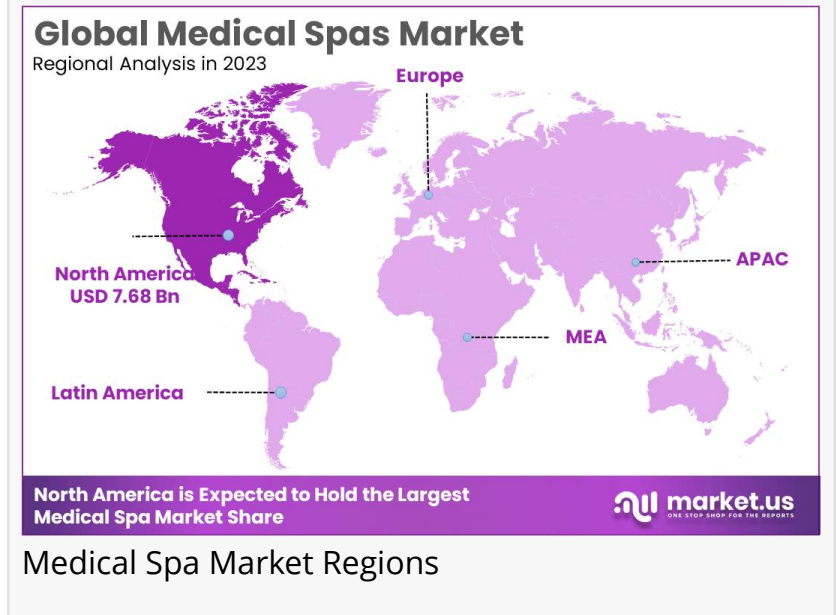 Global Medical Spas Market
Regional Analysis in 2023
Europe
North America
USD 7.68 Bn
APAC
MEA
Latin America
North America is Expected to Hold the Largest
Medical Spa Market Share
market.us
ONE STOP SHOP FOR THE REPORTS
Medical Spa Market Regions